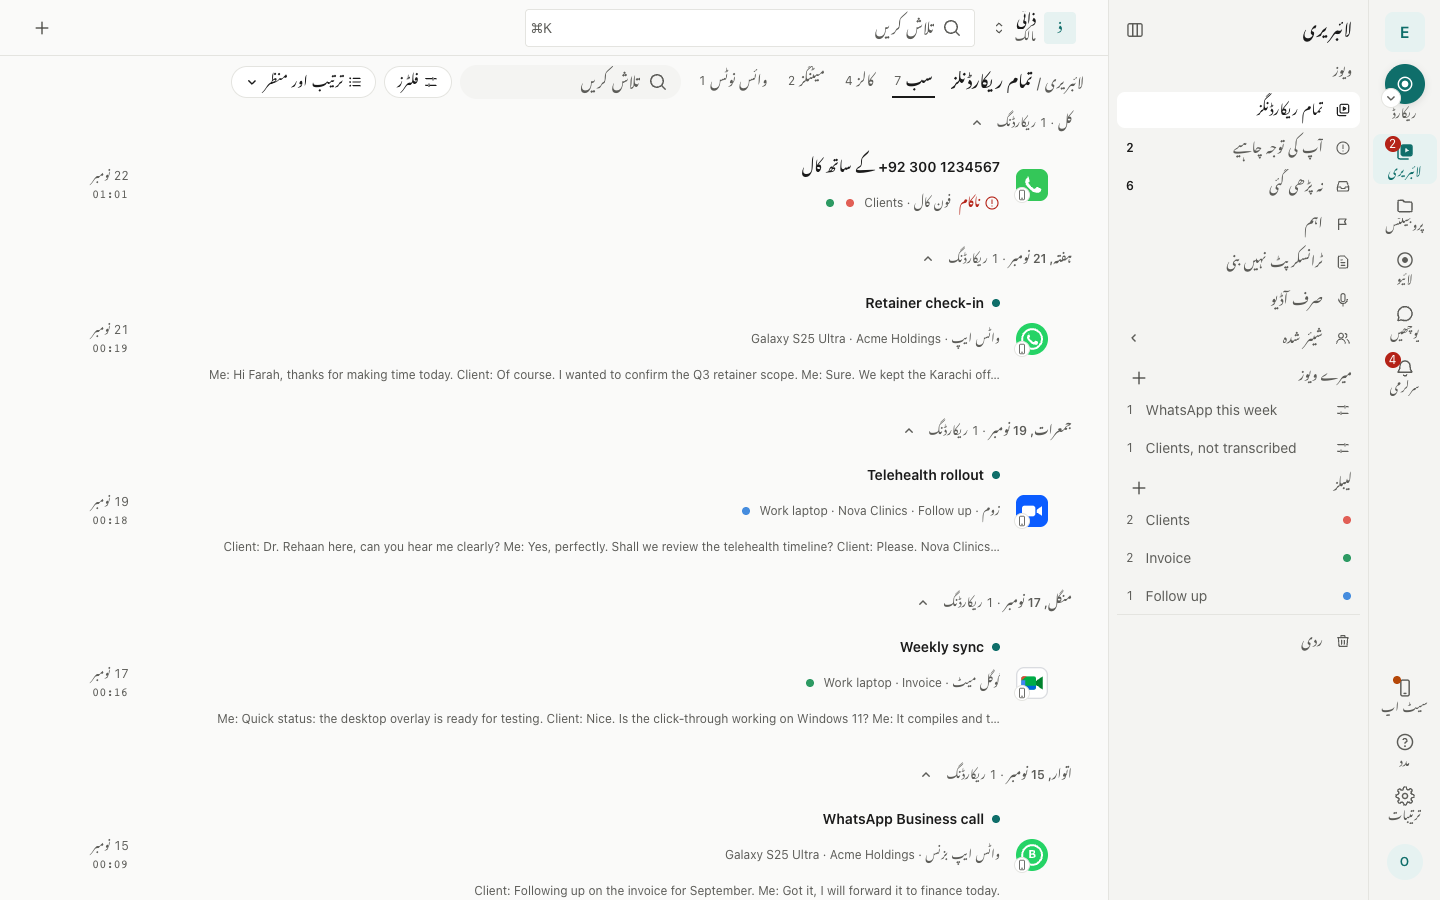 E
ریکارڈ
2
لائبریری
پروجیکٹس
لائیو
پوچھیں
4
سرگرمی
سیٹ اپ
مدد
ترتیبات
O
لائبریری
ویوز
تمام ریکارڈنگز
آپ کی توجہ چاہیے 2
نہ پڑھی گئی 6
اہم
ٹرانسکرپٹ نہیں بنی
صرف آڈیو
شیئر شدہ
میرے ویوز
WhatsApp this week 1
Clients, not transcribed 1
لیبلز
Clients 2
Invoice 2
Follow up 1
ردی
ذ
ذاتی
مالک
تلاش کریں ⌘K
لائبریری / تمام ریکارڈنگز
سب 7 کالز 4 میٹنگز 2 وائس نوٹس 1
تلاش کریں
فلٹرز
ترتیب اور منظر
کل · 1 ریکارڈنگ
+92 300 1234567 کے ساتھ کال
ناکام فون کال · Clients
22 نومبر
01:01
ہفتہ, 21 نومبر · 1 ریکارڈنگ
Retainer check-in
واٹس ایپ · Galaxy S25 Ultra · Acme Holdings
Me: Hi Farah, thanks for making time today. Client: Of course. I wanted to confirm the Q3 retainer scope. Me: Sure. We kept the Karachi off…
21 نومبر
00:19
جمعرات, 19 نومبر · 1 ریکارڈنگ
Telehealth rollout
زوم · Work laptop · Nova Clinics · Follow up
Client: Dr. Rehaan here, can you hear me clearly? Me: Yes, perfectly. Shall we review the telehealth timeline? Client: Please. Nova Clinics…
19 نومبر
00:18
منگل, 17 نومبر · 1 ریکارڈنگ
Weekly sync
گوگل میٹ · Work laptop · Invoice
Me: Quick status: the desktop overlay is ready for testing. Client: Nice. Is the click-through working on Windows 11? Me: It compiles and t…
17 نومبر
00:16
اتوار, 15 نومبر · 1 ریکارڈنگ
WhatsApp Business call
واٹس ایپ بزنس · Galaxy S25 Ultra · Acme Holdings
Client: Following up on the invoice for September. Me: Got it, I will forward it to finance today.
15 نومبر
00:09